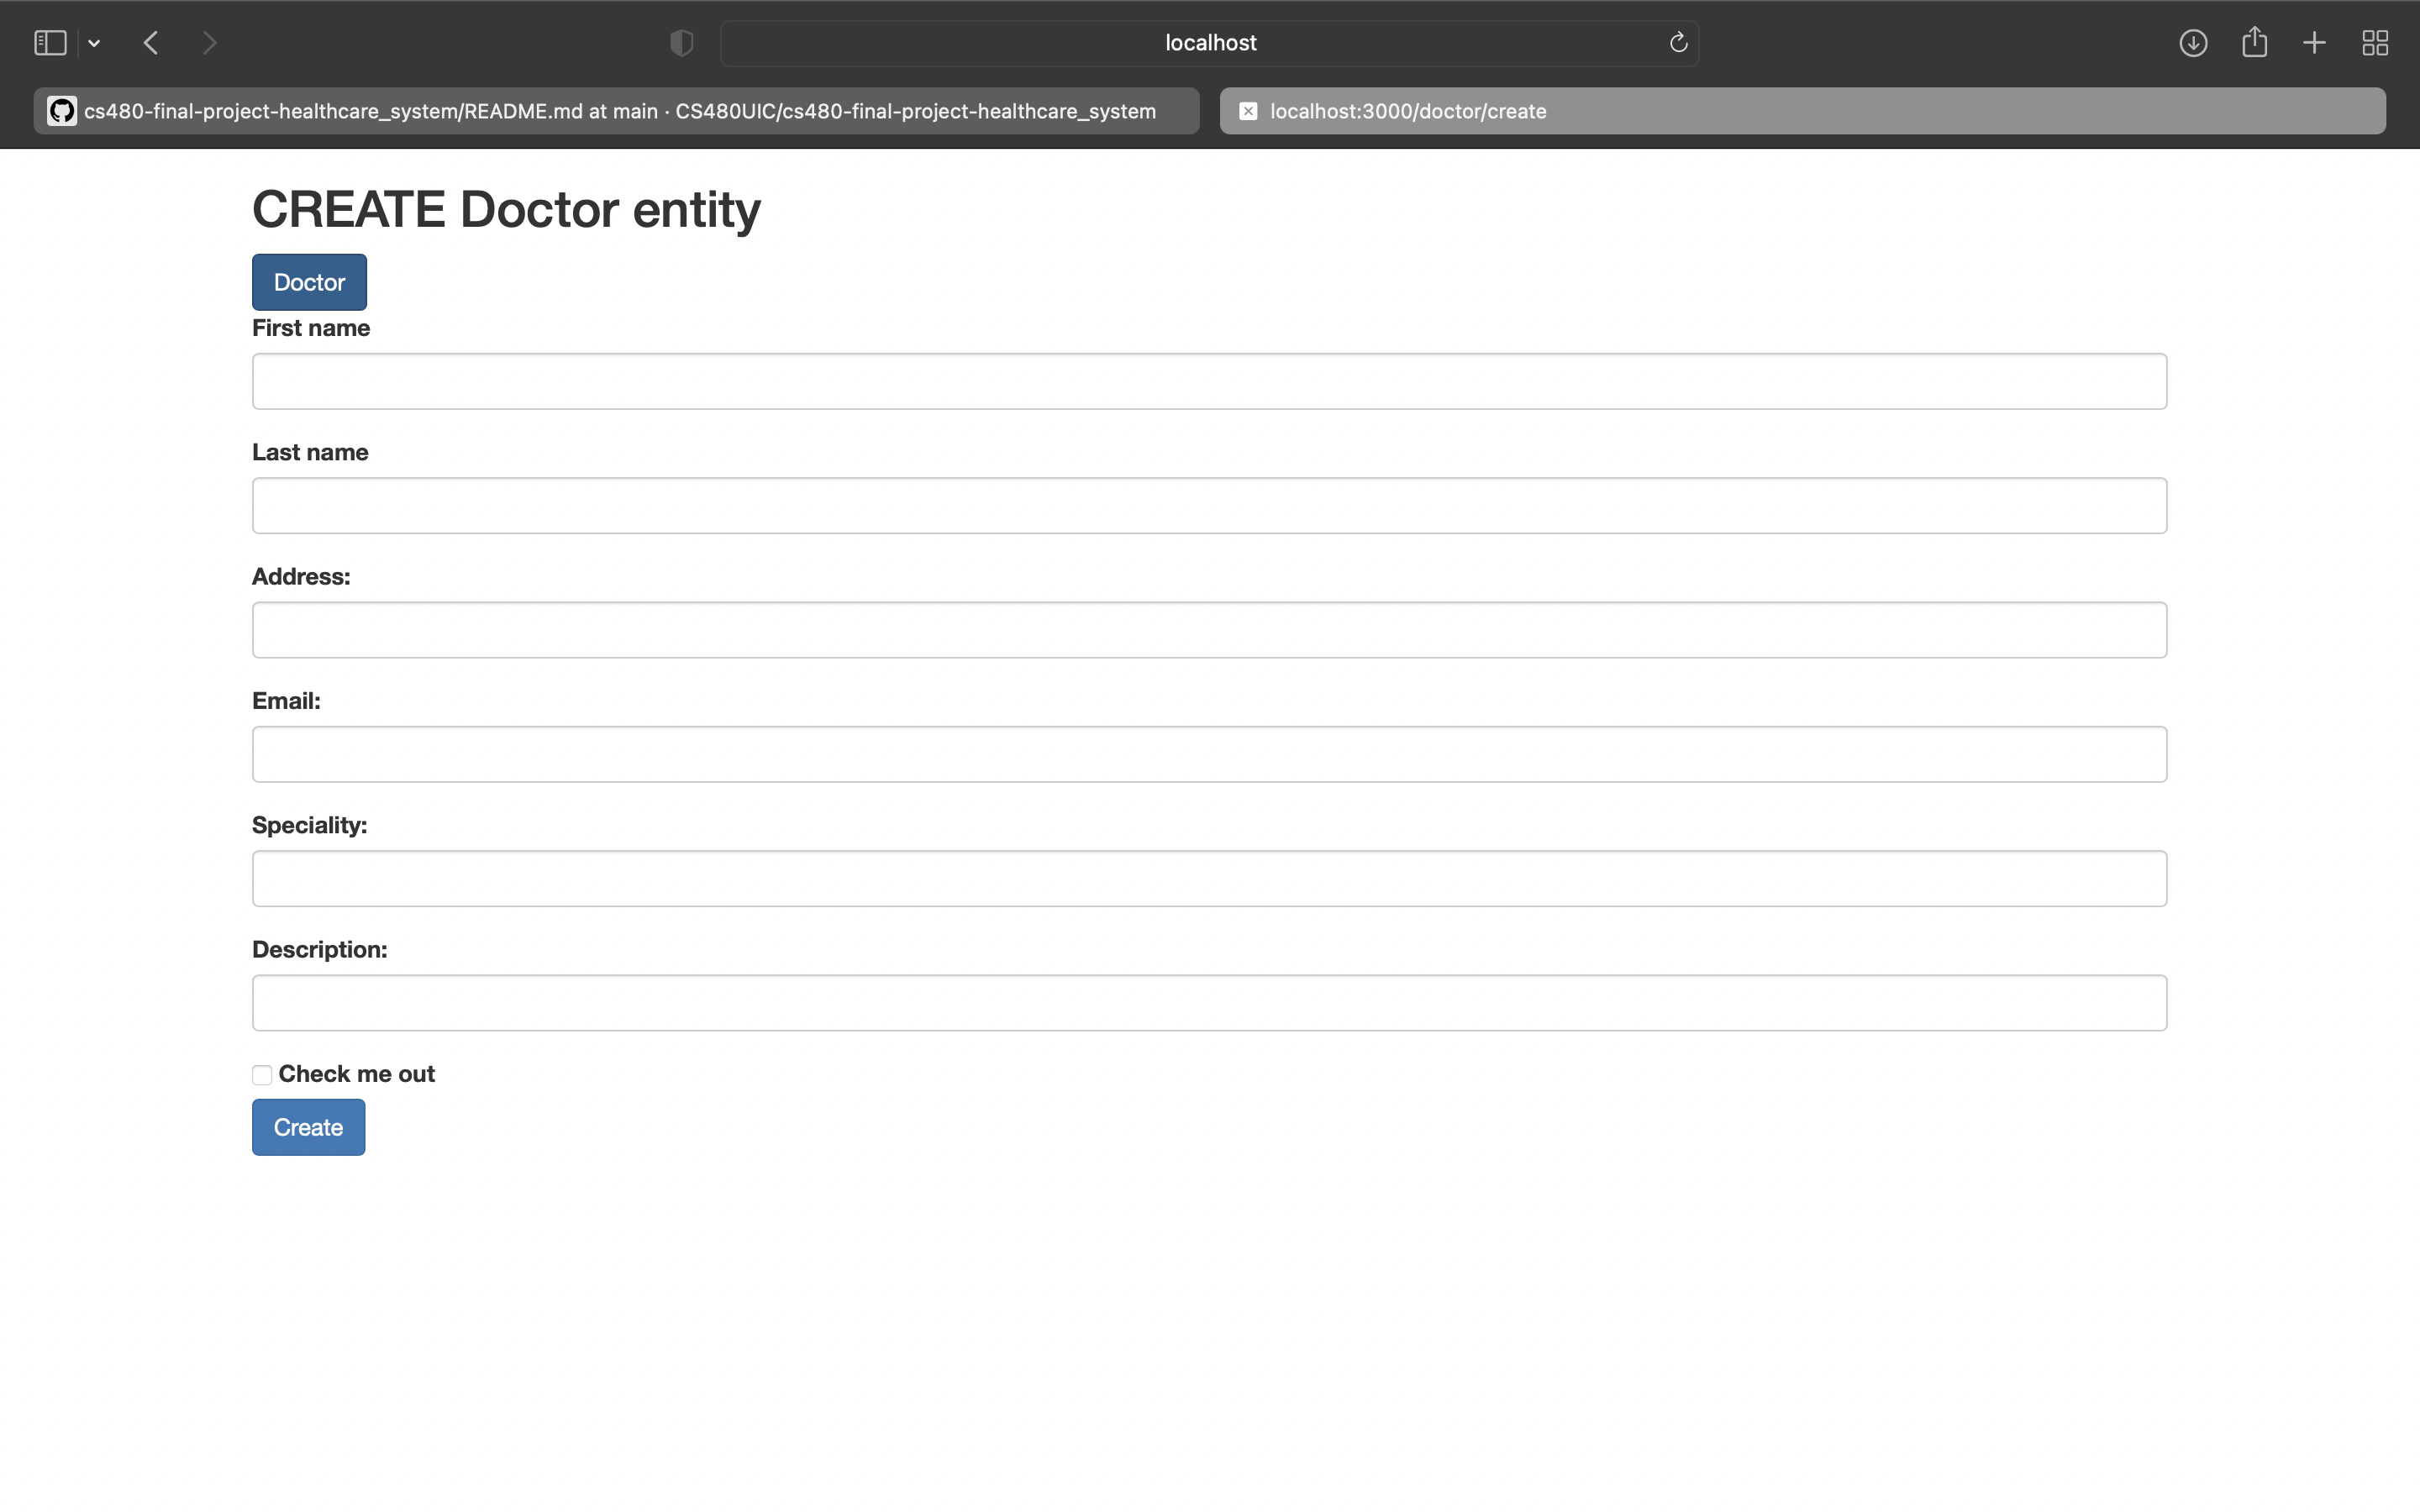 localhost
cs480-final-project-healthcare_system/README.md at main · CS480UIC/cs480-final-project-healthcare_system
localhost:3000/doctor/create
CREATE Doctor entity
Doctor
First name
Last name
Address:
Email:
Speciality:
Description:
Check me out
Create